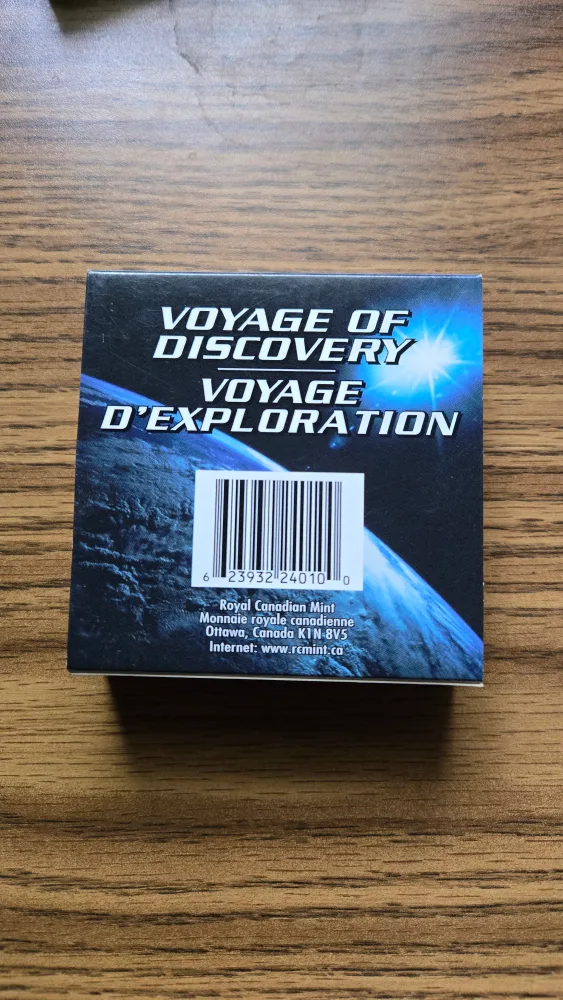 VOYAGE OF
DISCOVERY
VOYAGE
D'EXPLORATION
6 23932 24010 0
Royal Canadian Mint
Monnaie royale canadienne
Ottawa, Canada K1N 8V5
Internet: www.rcmint.ca